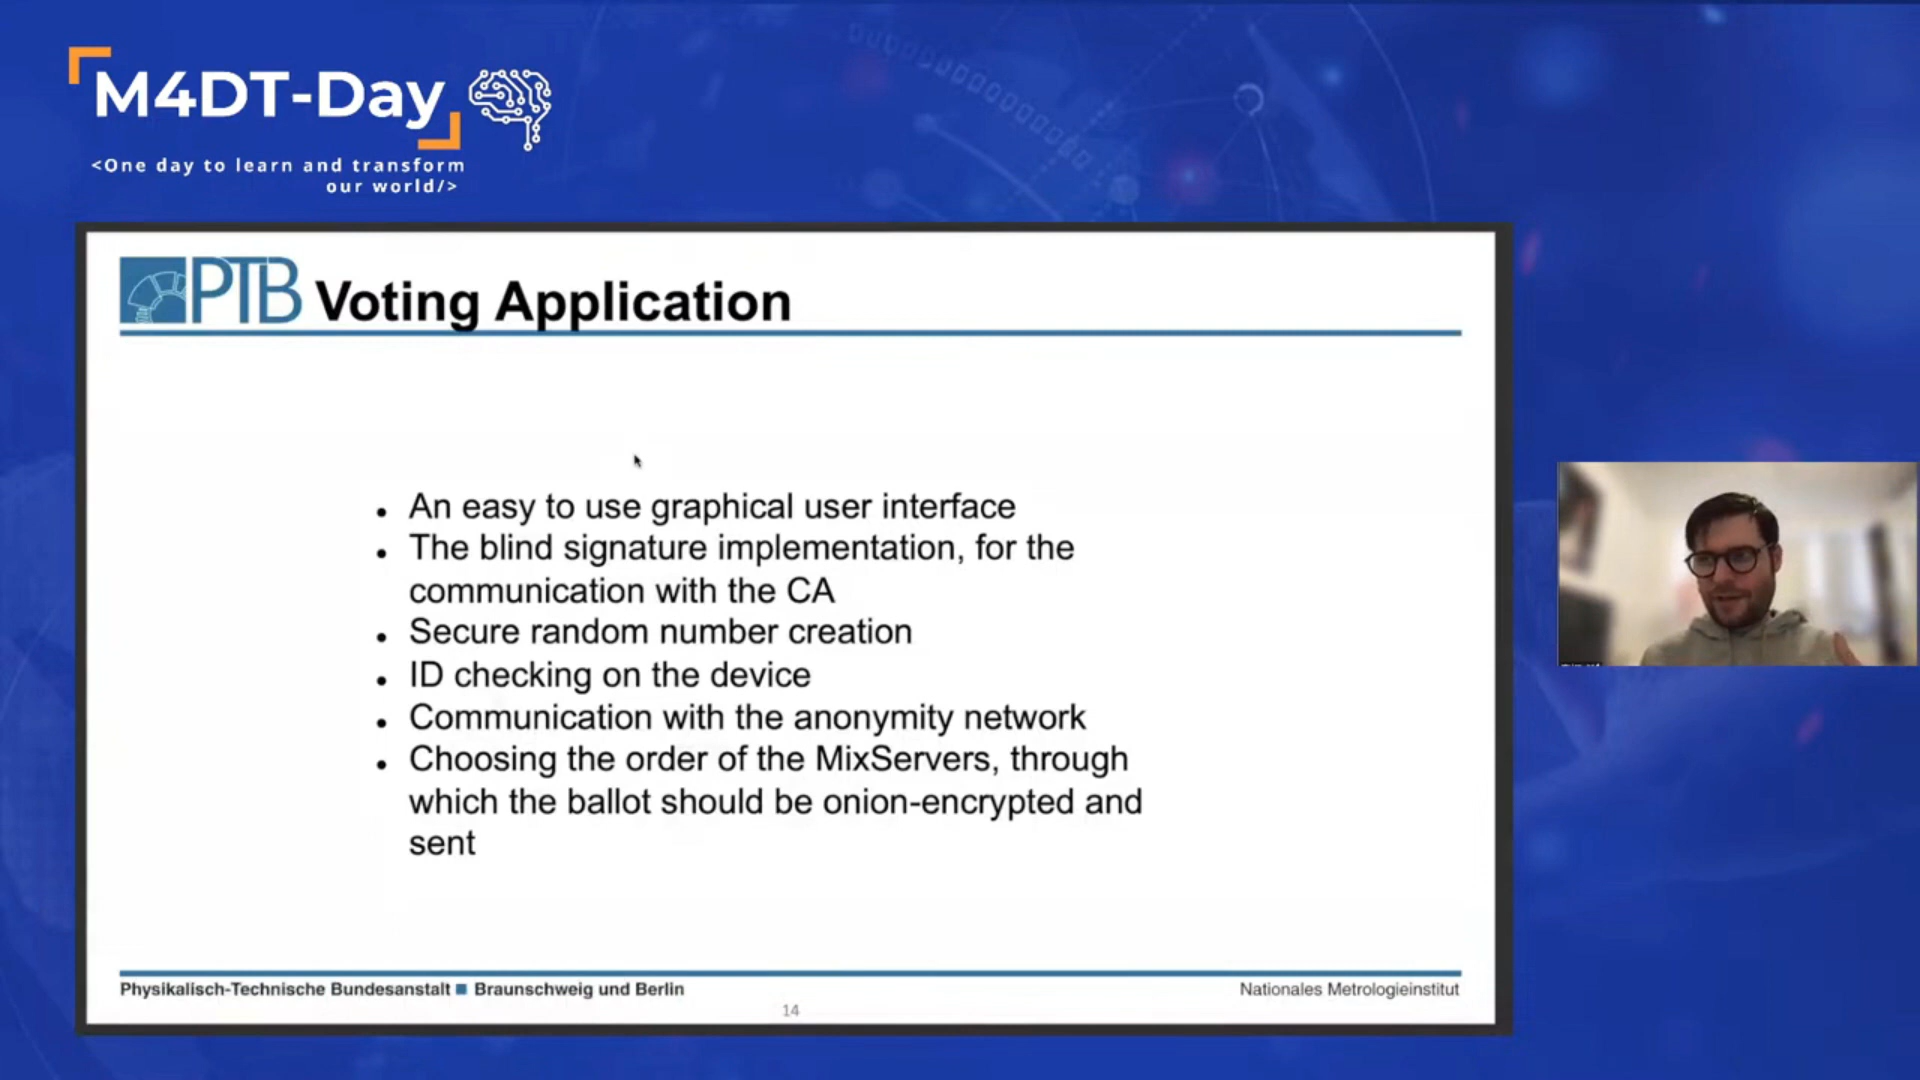 M4DT-Day
<One day to learn and transform
our world/>
PTB Voting Application
• An easy to use graphical user interface
• The blind signature implementation, for the
communication with the CA
• Secure random number creation
• ID checking on the device
• Communication with the anonymity network
• Choosing the order of the MixServers, through
which the ballot should be onion-encrypted and
sent
Physikalisch-Technische Bundesanstalt ■ Braunschweig und Berlin
Nationales Metrologieinstitut
14